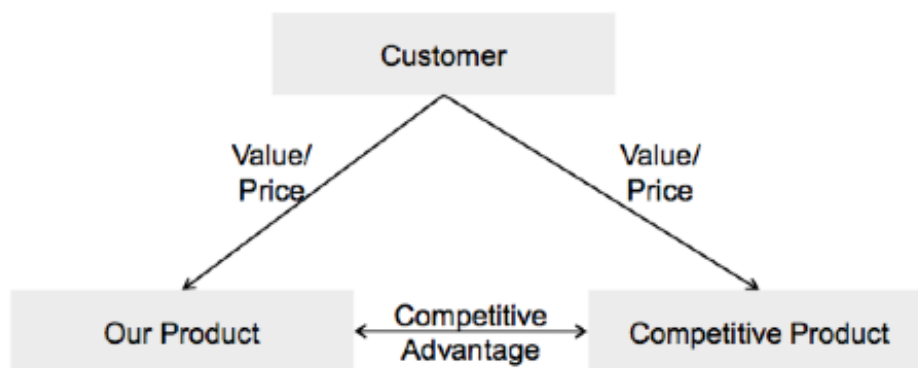 Customer
Value/
Price
Value/
Price
Our Product
Competitive
Advantage
Competitive Product